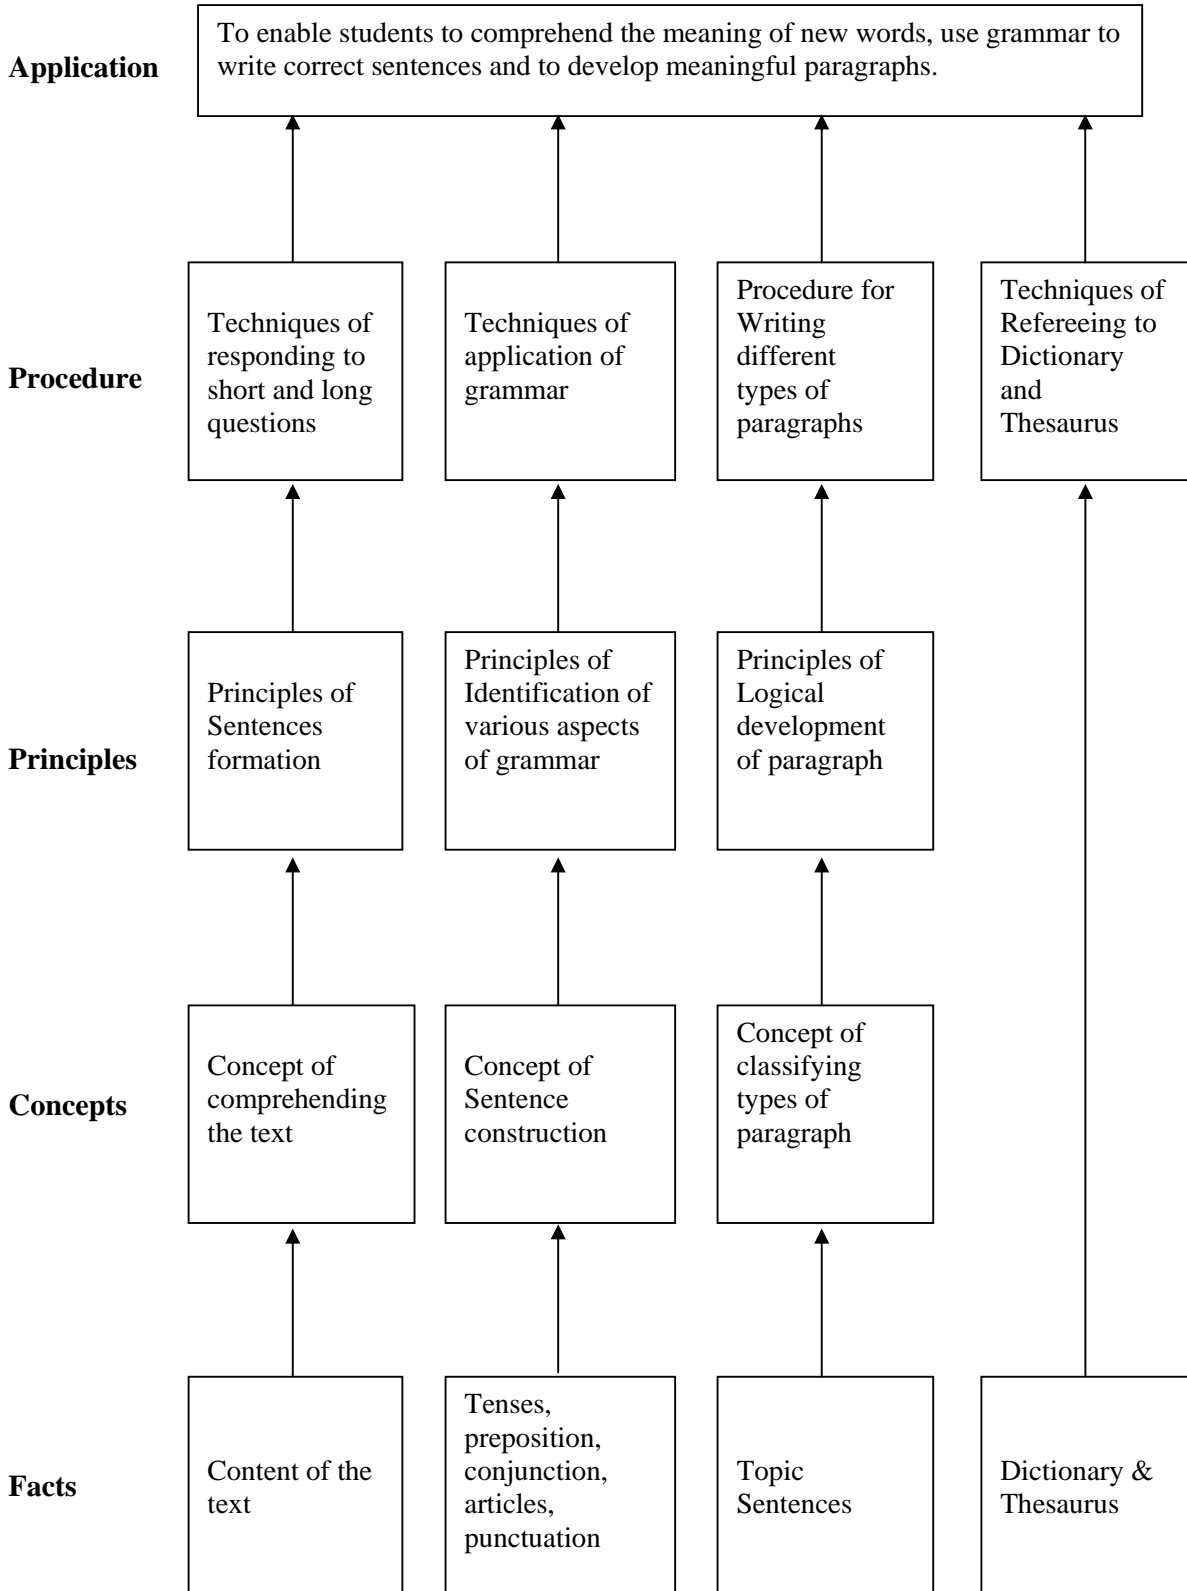 Application
To enable students to comprehend the meaning of new words, use grammar to
write correct sentences and to develop meaningful paragraphs.
Procedure
Techniques of
responding to
short and long
questions
Techniques of
application of
grammar
Procedure for
Writing
different
types of
paragraphs
Techniques of
Refereeing to
Dictionary
and
Thesaurus
Principles
Principles of
Sentences
formation
Principles of
Identification of
various aspects
of grammar
Principles of
Logical
development
of paragraph
Concepts
Concept of
comprehending
the text
Concept of
Sentence
construction
Concept of
classifying
types of
paragraph
Facts
Content of the
text
Tenses,
preposition,
conjunction,
articles,
punctuation
Topic
Sentences
Dictionary &
Thesaurus